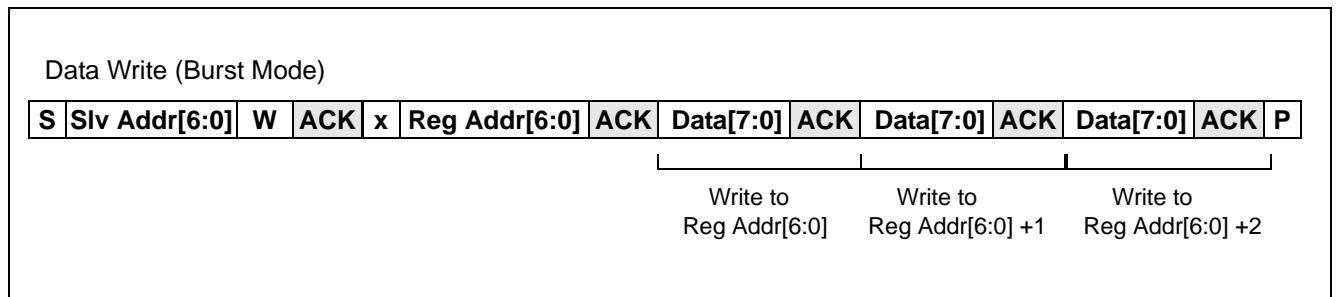 Data Write (Burst Mode)
S Slv Addr[6:0] W ACK x Reg Addr[6:0] ACK Data[7:0] ACK Data[7:0] ACK Data[7:0] ACK P
Write to Write to Write to
Reg Addr[6:0] Reg Addr[6:0] +1 Reg Addr[6:0] +2